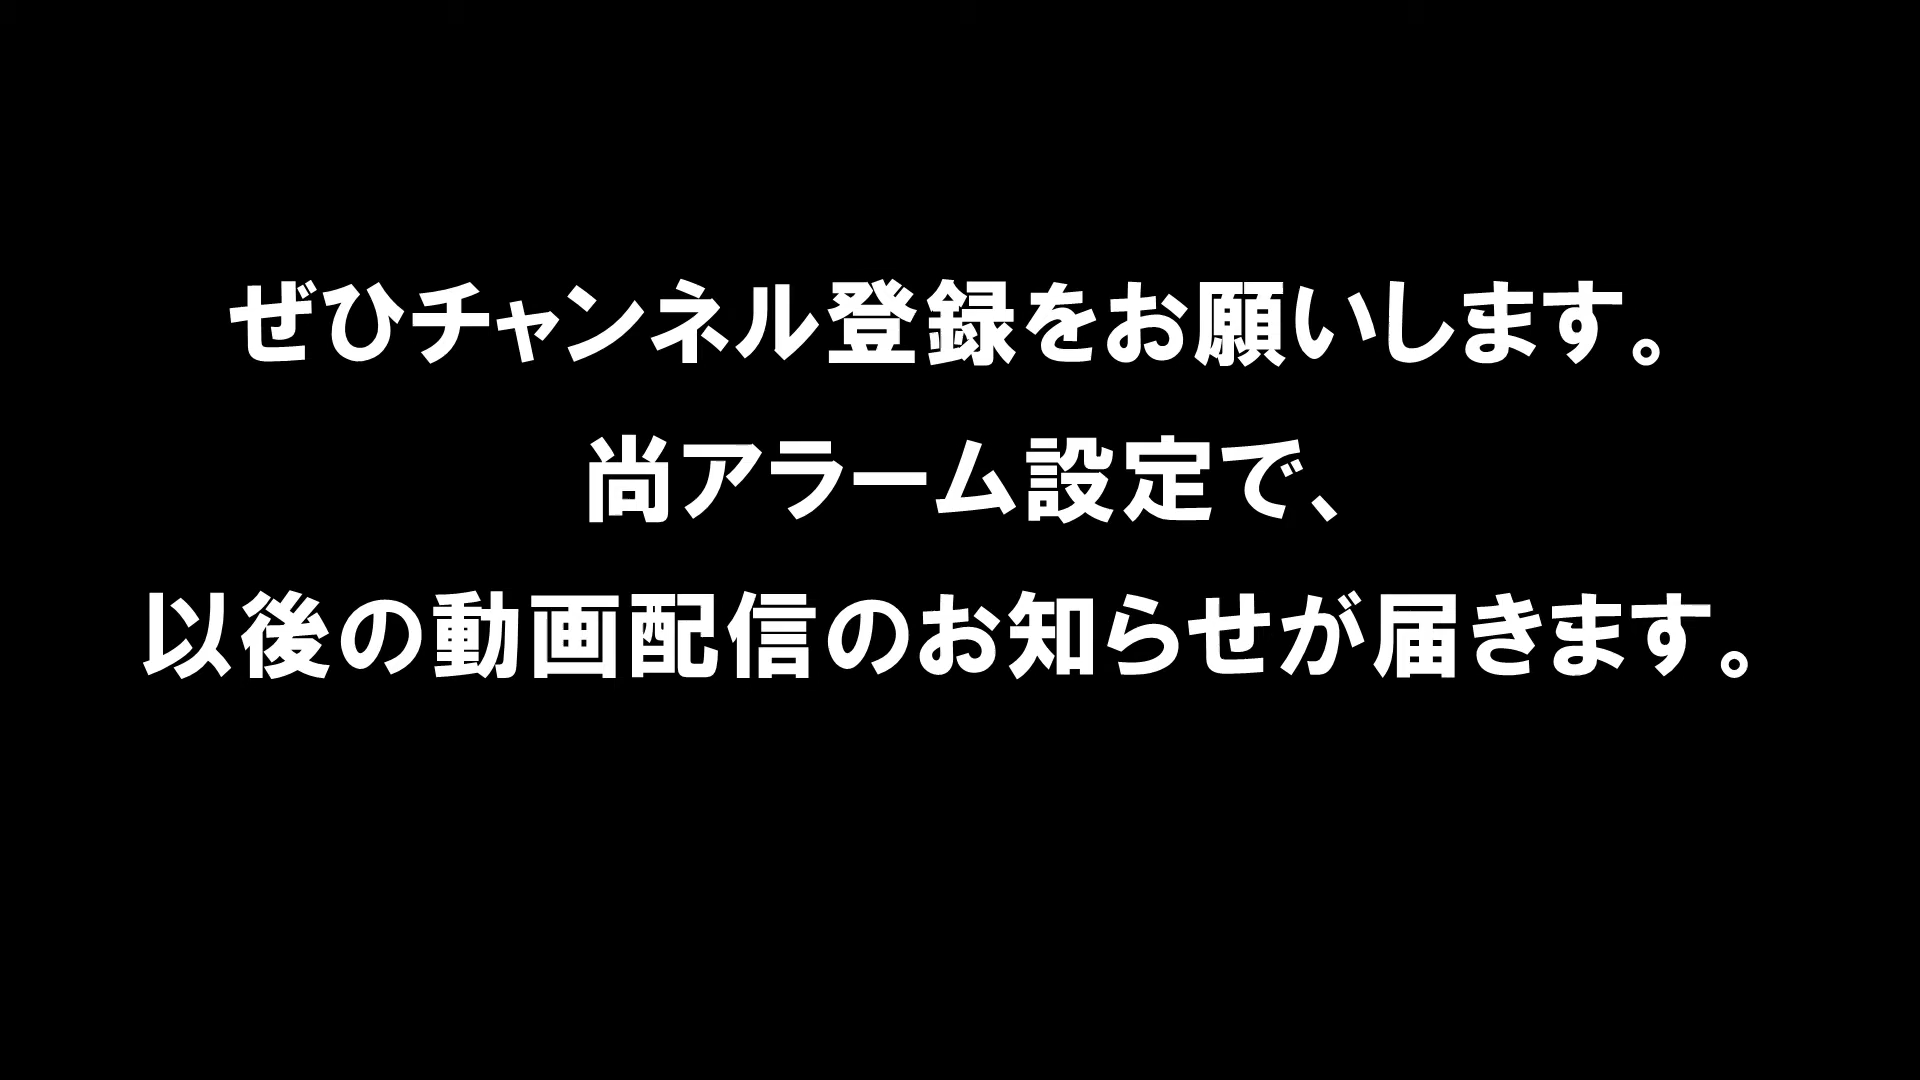 ぜひチャンネル登録をお願いします。
尚アラーム設定で、
以後の動画配信のお知らせが届きます。